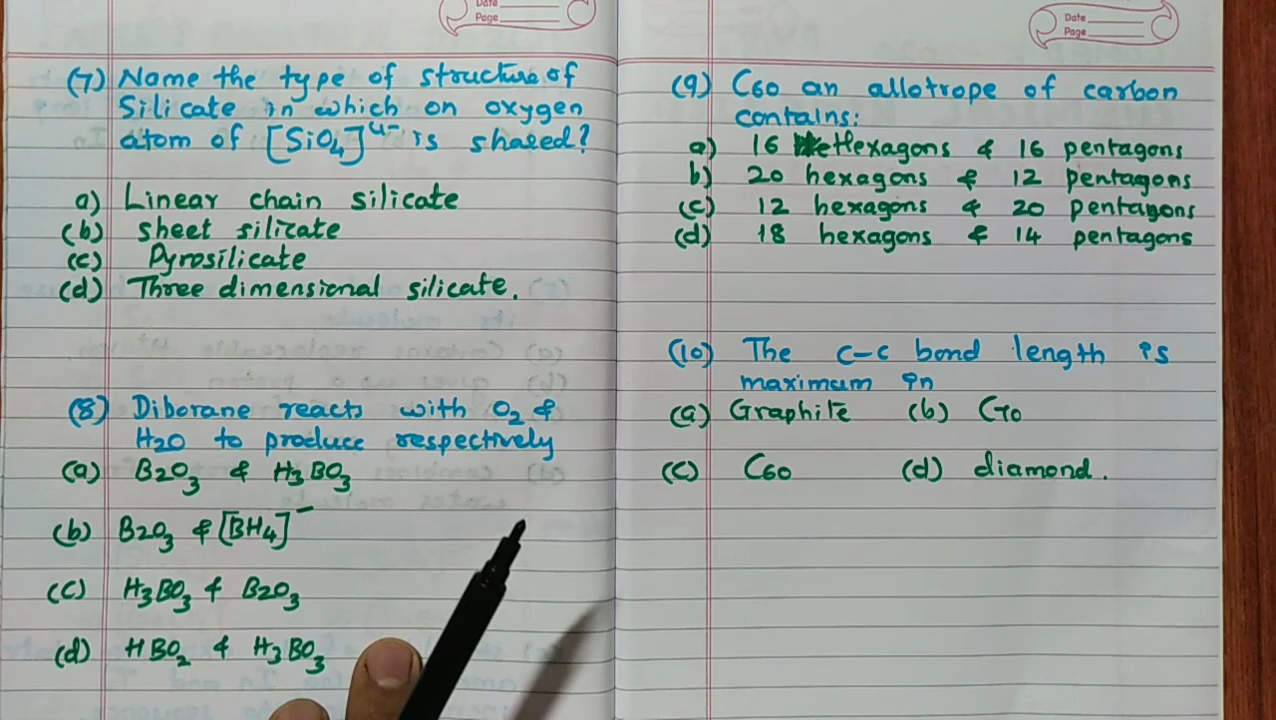 Date
Page
(7) Name the type of structure of
Silicate in which on oxygen
atom of [SiO₄]⁴⁻ is shared?
a) Linear chain silicate
(b) sheet silicate
(c) Pyrosilicate
(d) Three dimensional silicate.
(8) Diborane reacts with O₂ &
H₂O to produce respectively
(a) B₂O₃ & H₃BO₃
(b) B₂O₃ & [BH₄]⁻
(c) H₃BO₃ & B₂O₃
(d) HBO₂ & H₃BO₃
Date
Page
(9) C60 an allotrope of carbon
contains:
a) 16 Hexagons & 16 pentagons
b) 20 hexagons & 12 pentagons
(c) 12 hexagons & 20 pentagons
(d) 18 hexagons & 14 pentagons
(10) The C-C bond length is
maximum in
(a) Graphite (b) C70
(c) C60 (d) diamond.